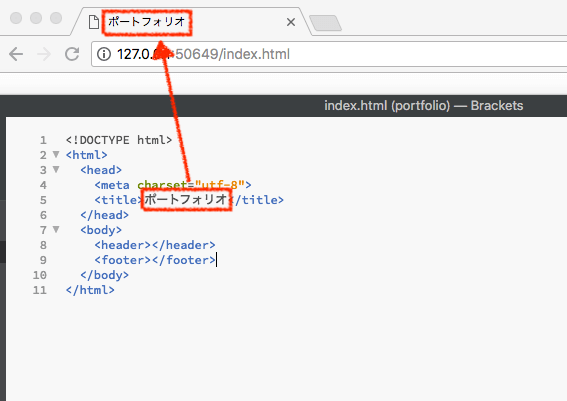 ポートフォリオ
127.0.0 50649/index.html
index.html (portfolio) — Brackets
1 <!DOCTYPE html>
2 <html>
3 <head>
4 <meta charset="utf-8">
5 <title>ポートフォリオ</title>
6 </head>
7 <body>
8 <header></header>
9 <footer></footer>
10 </body>
11 </html>